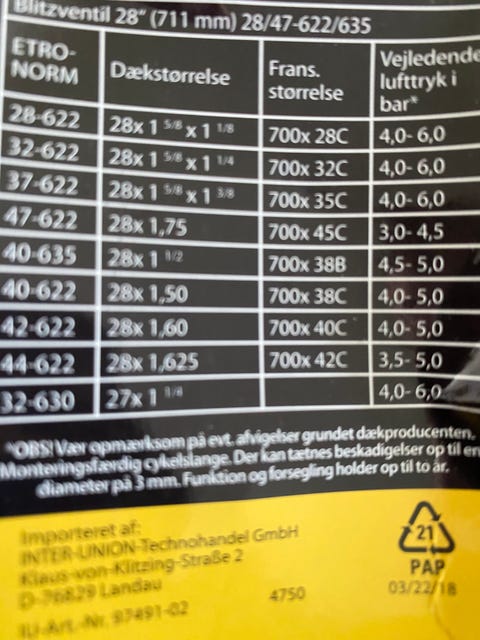 Blitzventil 28" (711 mm) 28/47-622/635
ETRO-NORM Dækstørrelse Frans. størrelse Vejledende lufttryk i bar*
28-622 28x 1 5/8 x 1 1/8 700x 28C 4,0- 6,0
32-622 28x 1 5/8 x 1 1/4 700x 32C 4,0- 6,0
37-622 28x 1 5/8 x 1 3/8 700x 35C 4,0- 6,0
47-622 28x 1,75 700x 45C 3,0- 4,5
40-635 28x 1 1/2 700x 38B 4,5- 5,0
40-622 28x 1,50 700x 38C 4,0- 5,0
42-622 28x 1,60 700x 40C 4,0- 5,0
44-622 28x 1,625 700x 42C 3,5- 5,0
32-630 27x 1 1/4 4,0- 6,0
*OBS! Vær opmærksom på evt. afvigelser grundet dækproducenten.
Monteringsfærdig cykelslange. Der kan tætnes beskadigelser op til en
diameter på 3 mm. Funktion og forsegling holder op til to år.
Importeret af:
INTER-UNION-Technohandel GmbH
Klaus-von-Klitzing-Straße 2
D-76829 Landau
IU-Art.-Nr. 97491-02
4750
21
PAP
03/22/18